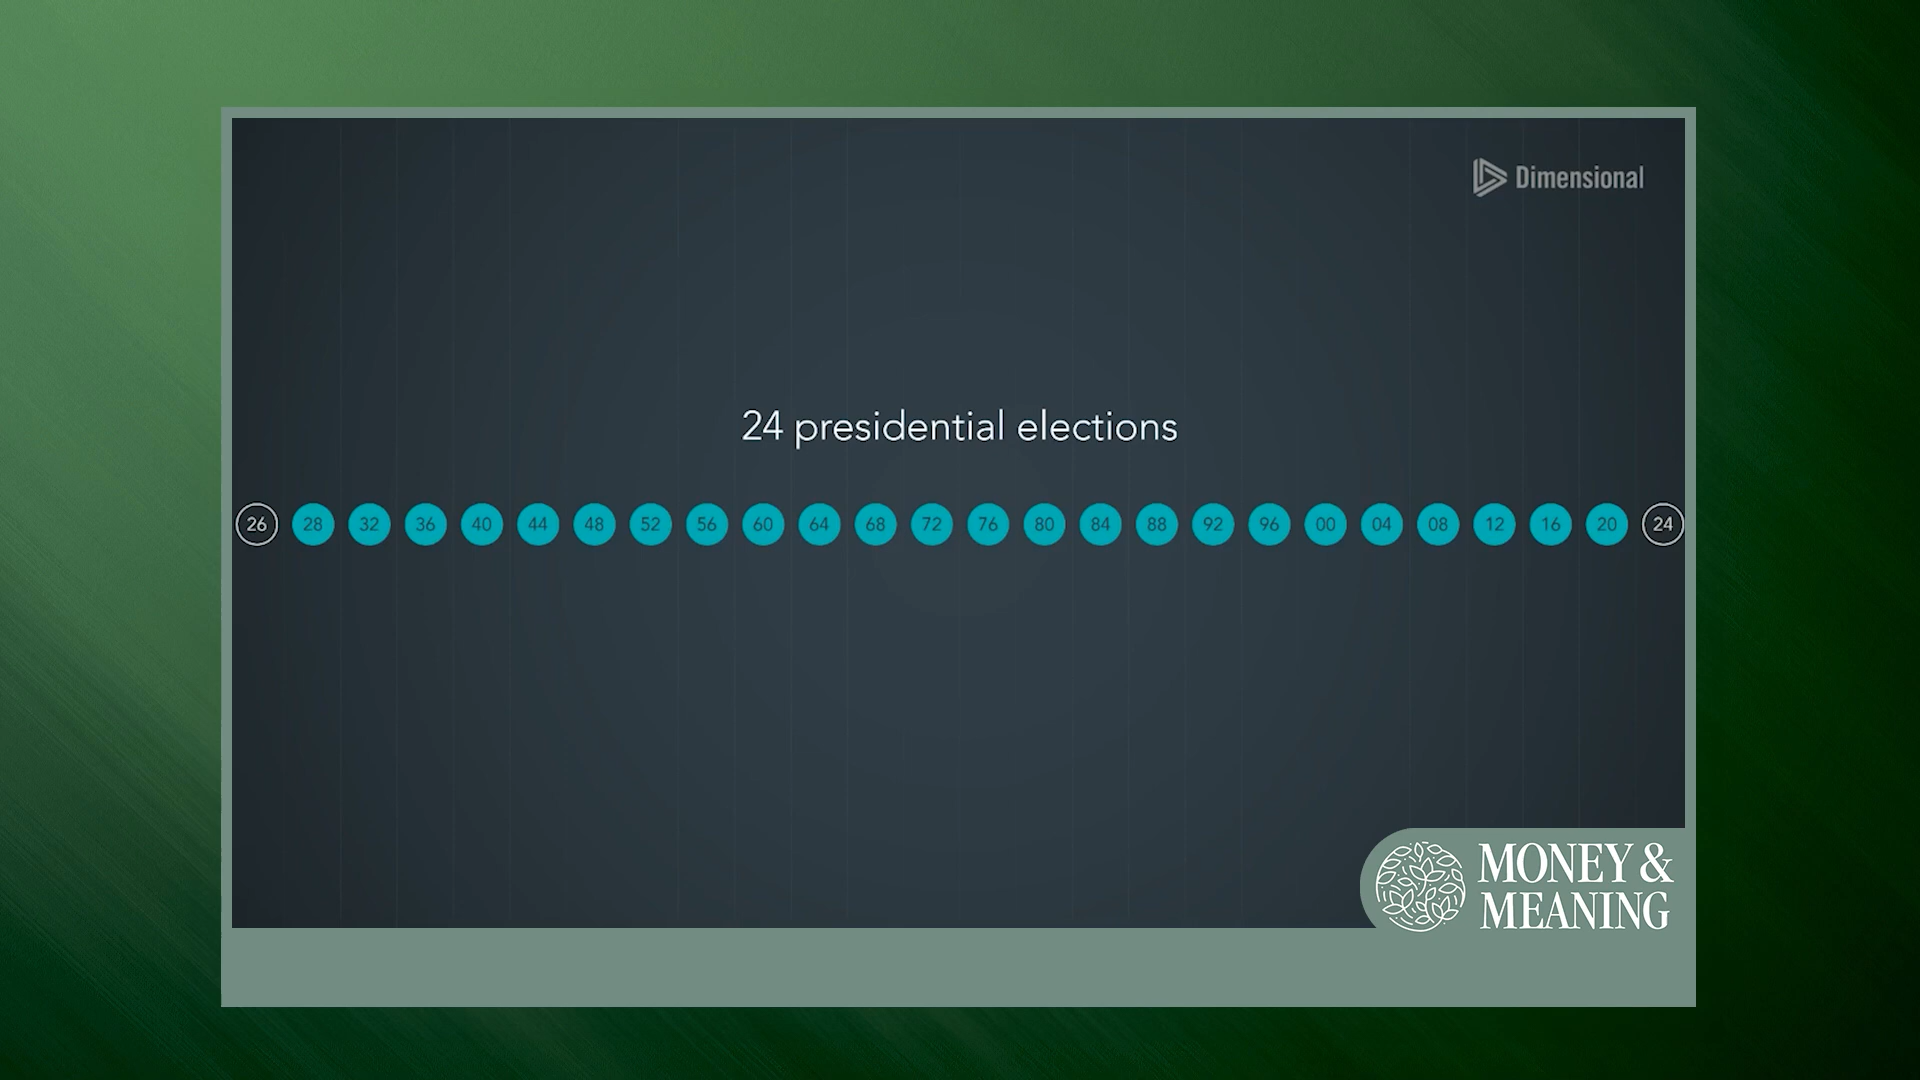 Dimensional
24 presidential elections
26 28 32 36 40 44 48 52 56 60 64 68 72 76 80 84 88 92 96 00 04 08 12 16 20 24
MONEY &
MEANING